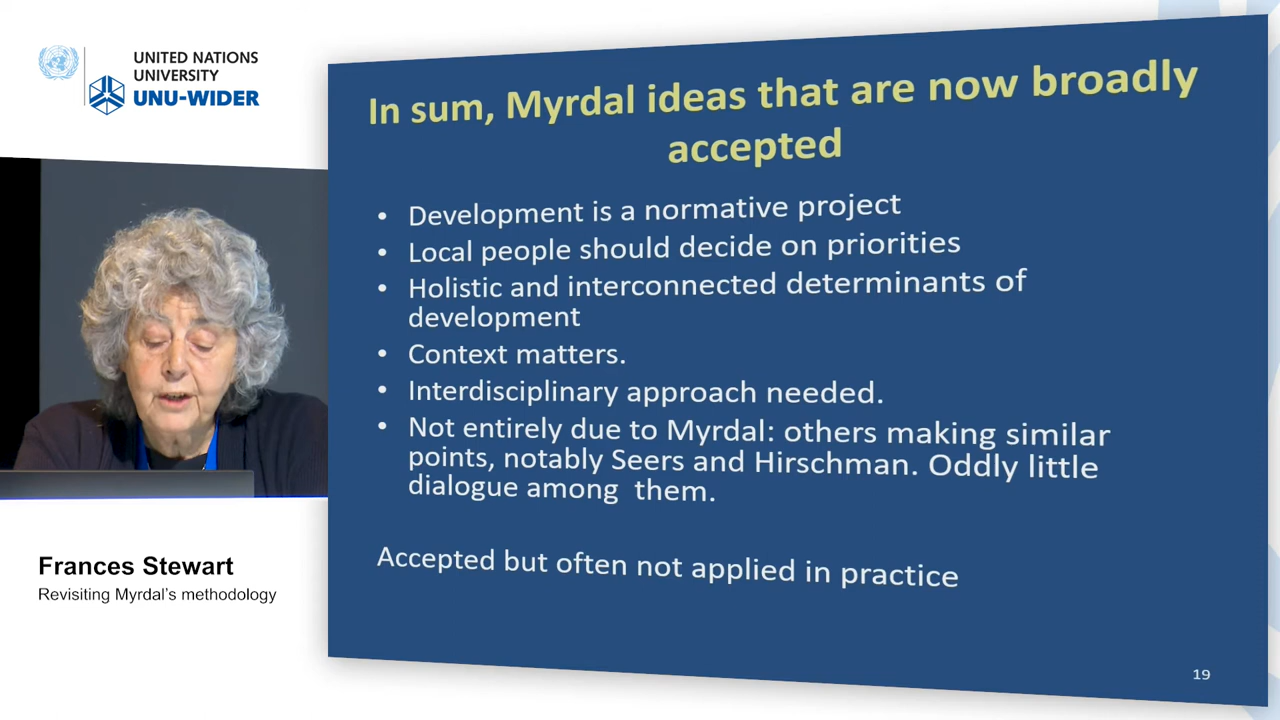 UNITED NATIONS
UNIVERSITY
UNU-WIDER
In sum, Myrdal ideas that are now broadly
accepted
• Development is a normative project
• Local people should decide on priorities
• Holistic and interconnected determinants of
development
• Context matters.
• Interdisciplinary approach needed.
• Not entirely due to Myrdal: others making similar
points, notably Seers and Hirschman. Oddly little
dialogue among them.
Accepted but often not applied in practice
19
Frances Stewart
Revisiting Myrdal's methodology